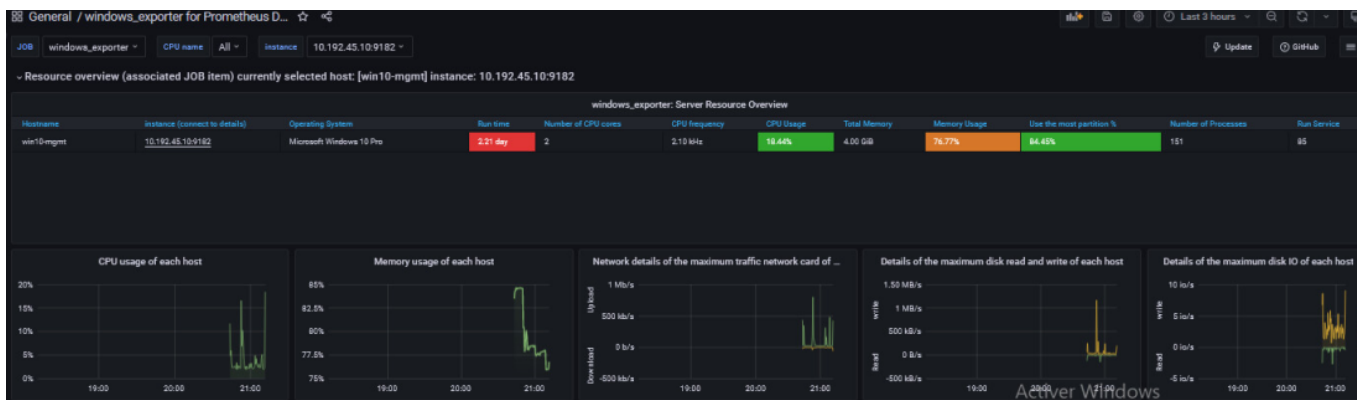 General / windows_exporter for Prometheus D...
Last 3 hours
JOB windows_exporter CPU name All instance 10.192.45.10:9182 Update GitHub
Resource overview (associated JOB item) currently selected host: [win10-mgmt] instance: 10.192.45.10:9182
windows_exporter: Server Resource Overview
Hostname instance (connect to details) Operating System Run time Number of CPU cores CPU frequency CPU Usage Total Memory Memory Usage Use the most partition % Number of Processes Run Service
win10-mgmt 10.192.45.10:9182 Microsoft Windows 10 Pro 2.21 day 2 2.10 kHz 18.44% 4.00 GiB 76.77% 84.45% 151 85
CPU usage of each host
20%
15%
10%
5%
0%
19:00 20:00 21:00
Memory usage of each host
85%
82.5%
80%
77.5%
75%
19:00 20:00 21:00
Network details of the maximum traffic network card of ...
Upload
Download
1 Mb/s
500 kb/s
0 b/s
-500 kb/s
19:00 20:00 21:00
Details of the maximum disk read and write of each host
write
Read
1.50 MB/s
1 MB/s
500 kB/s
0 B/s
-500 kB/s
19:00 20:00 21:00
Details of the maximum disk IO of each host
write
Read
10 io/s
5 io/s
0 io/s
-5 io/s
19:00 20:00 21:00
Activer Windows